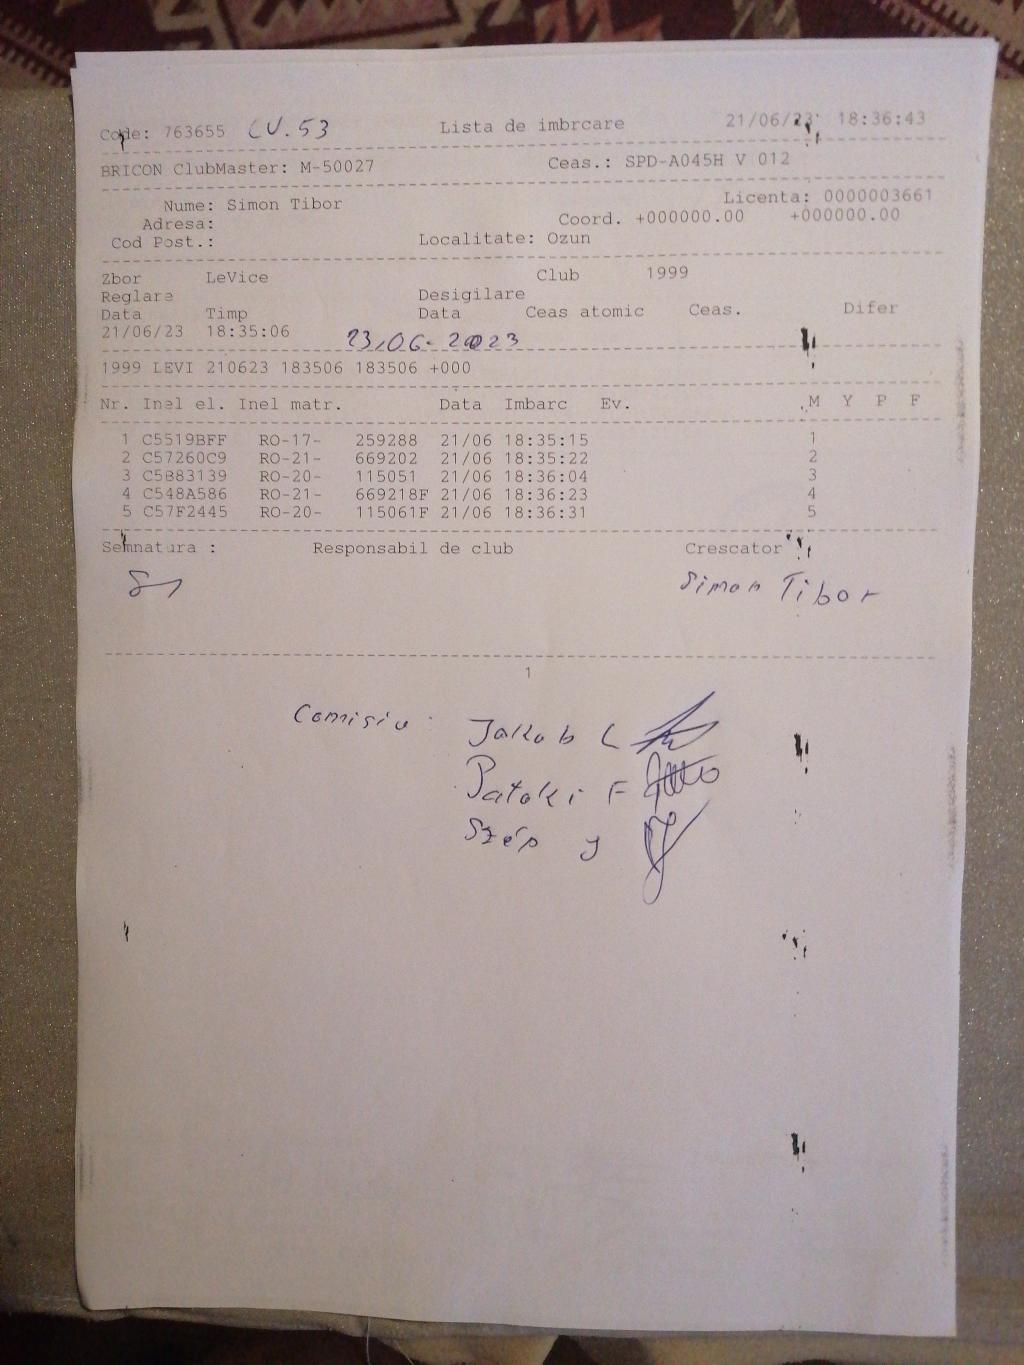 Code: 763655 CU.53 Lista de imbrcare 21/06/23 18:36:43
BRICON ClubMaster: M-50027 Ceas.: SPD-A045H V 012
Nume: Simon Tibor Licenta: 0000003661
Adresa: Coord. +000000.00 +000000.00
Cod Post.: Localitate: Ozun
Zbor LeVice Club 1999
Reglare Desigilare
Data Timp Data Ceas atomic Ceas. Difer
21/06/23 18:35:06 23.06-2023
1999 LEVI 210623 183506 183506 +000
Nr. Inel el. Inel matr. Data Imbarc Ev. M Y P F
1 C5519BFF RO-17- 259288 21/06 18:35:15 1
2 C57260C9 RO-21- 669202 21/06 18:35:22 2
3 C5883139 RO-20- 115051 21/06 18:36:04 3
4 C548A586 RO-21- 669218F 21/06 18:36:23 4
5 C57F2445 RO-20- 115061F 21/06 18:36:31 5
Semnatura : Responsabil de club Crescator
Simon Tibor
1
Comisia Jakab L
Pataki F
Szép J